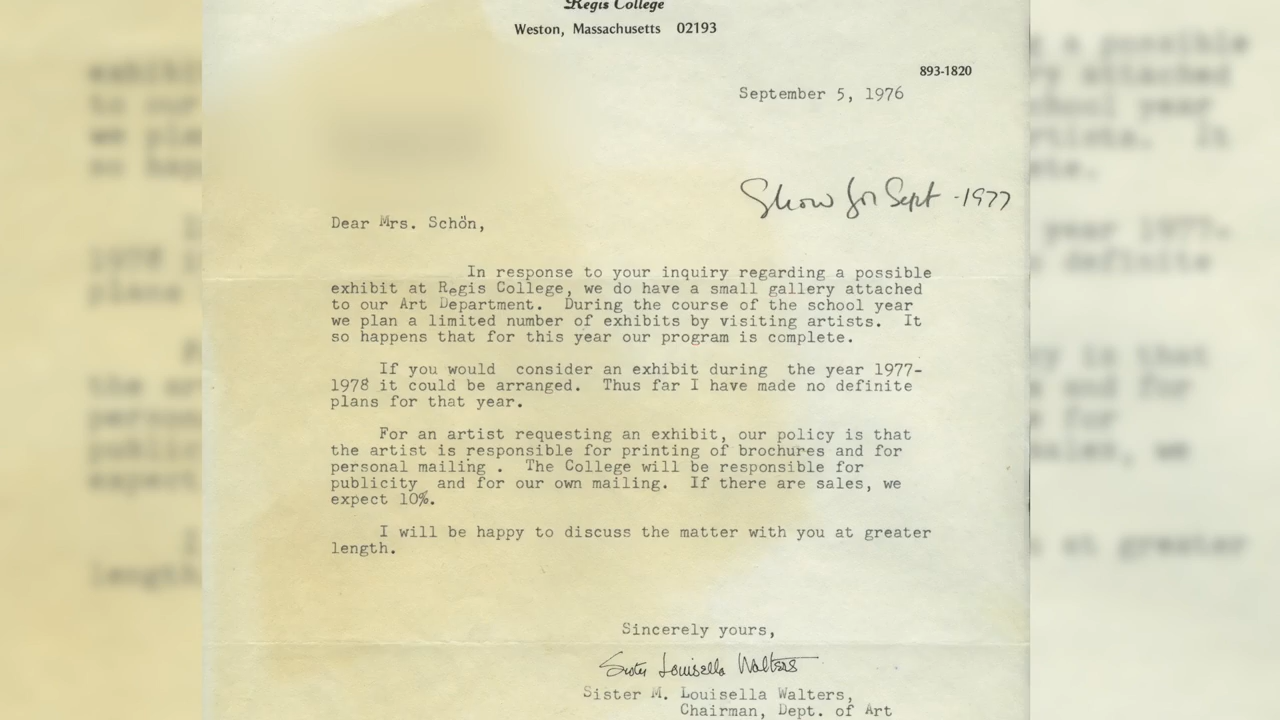 Regis College
Weston, Massachusetts 02193
893-1820
September 5, 1976
Show for Sept -1977
Dear Mrs. Schön,
In response to your inquiry regarding a possible
exhibit at Regis College, we do have a small gallery attached
to our Art Department. During the course of the school year
we plan a limited number of exhibits by visiting artists. It
so happens that for this year our program is complete.
If you would consider an exhibit during the year 1977-
1978 it could be arranged. Thus far I have made no definite
plans for that year.
For an artist requesting an exhibit, our policy is that
the artist is responsible for printing of brochures and for
personal mailing . The College will be responsible for
publicity and for our own mailing. If there are sales, we
expect 10%.
I will be happy to discuss the matter with you at greater
length.
Sincerely yours,
Sister Louisella Walters
Sister M. Louisella Walters,
Chairman, Dept. of Art